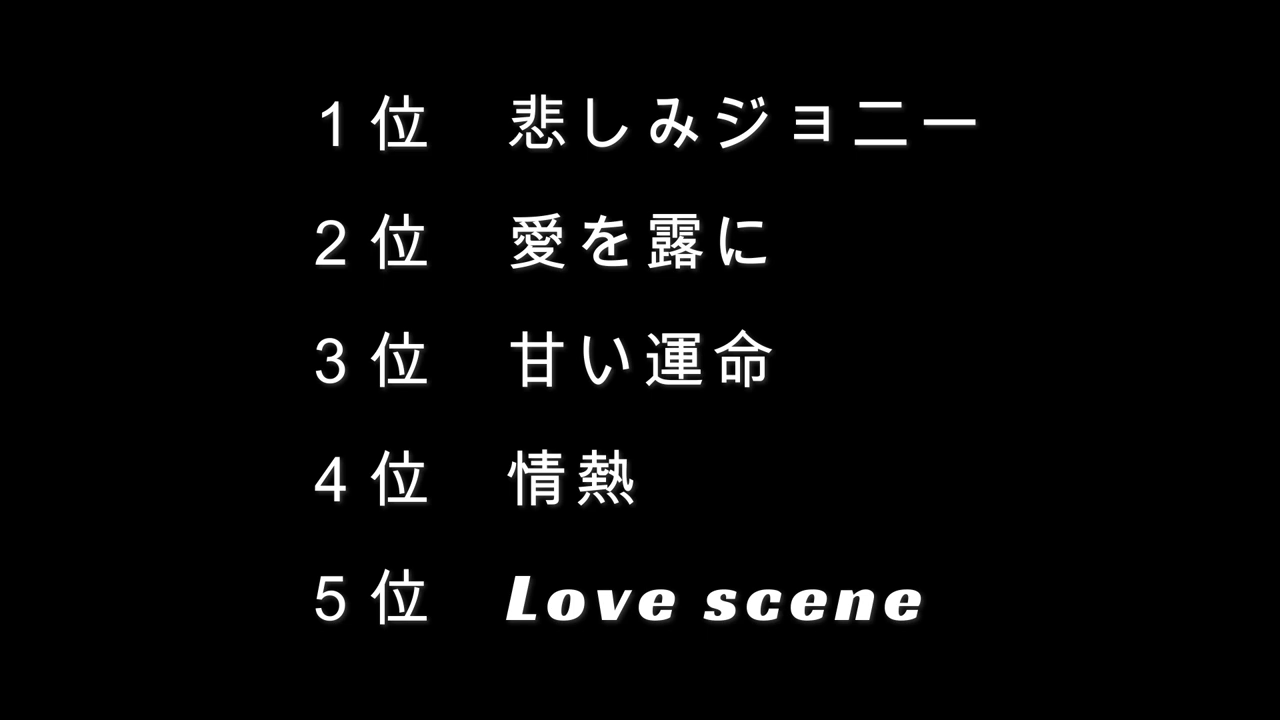 1位 悲しみジョニー
2位 愛を露に
3位 甘い運命
4位 情熱
5位 Love scene